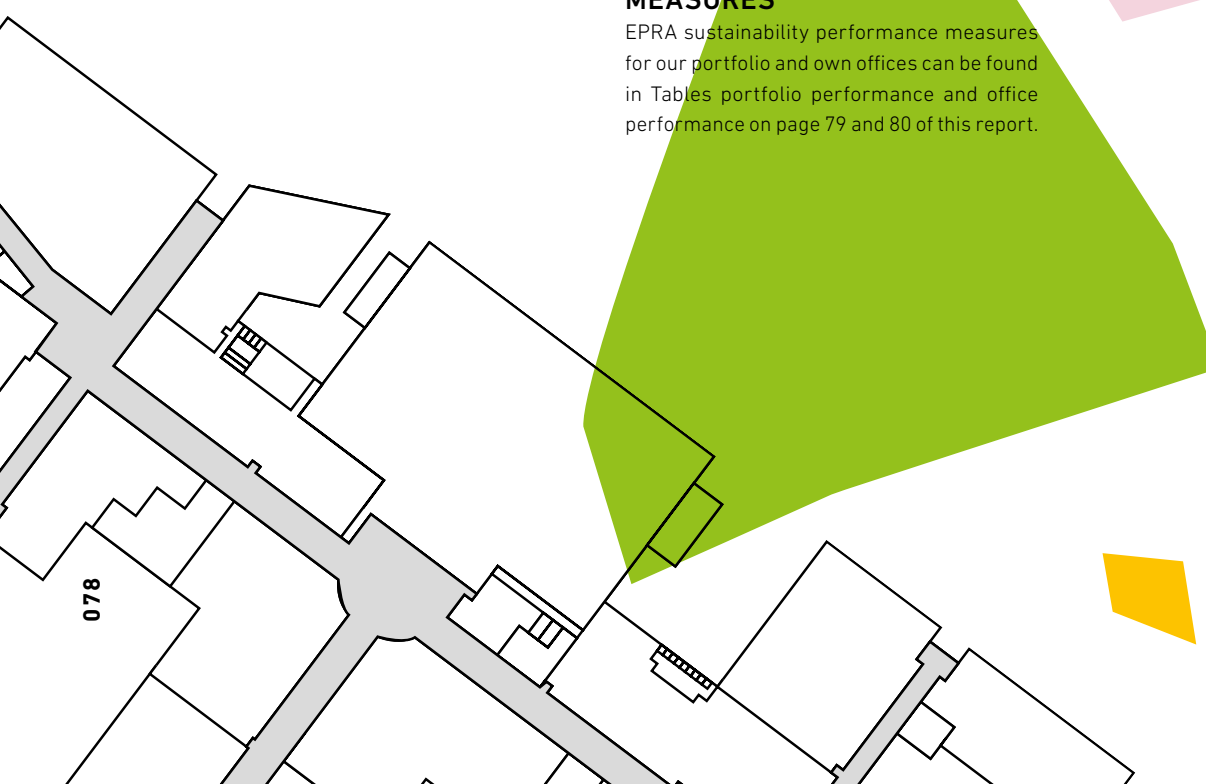 MEASURES
EPRA sustainability performance measures
for our portfolio and own offices can be found
in Tables portfolio performance and office
performance on page 79 and 80 of this report.
078